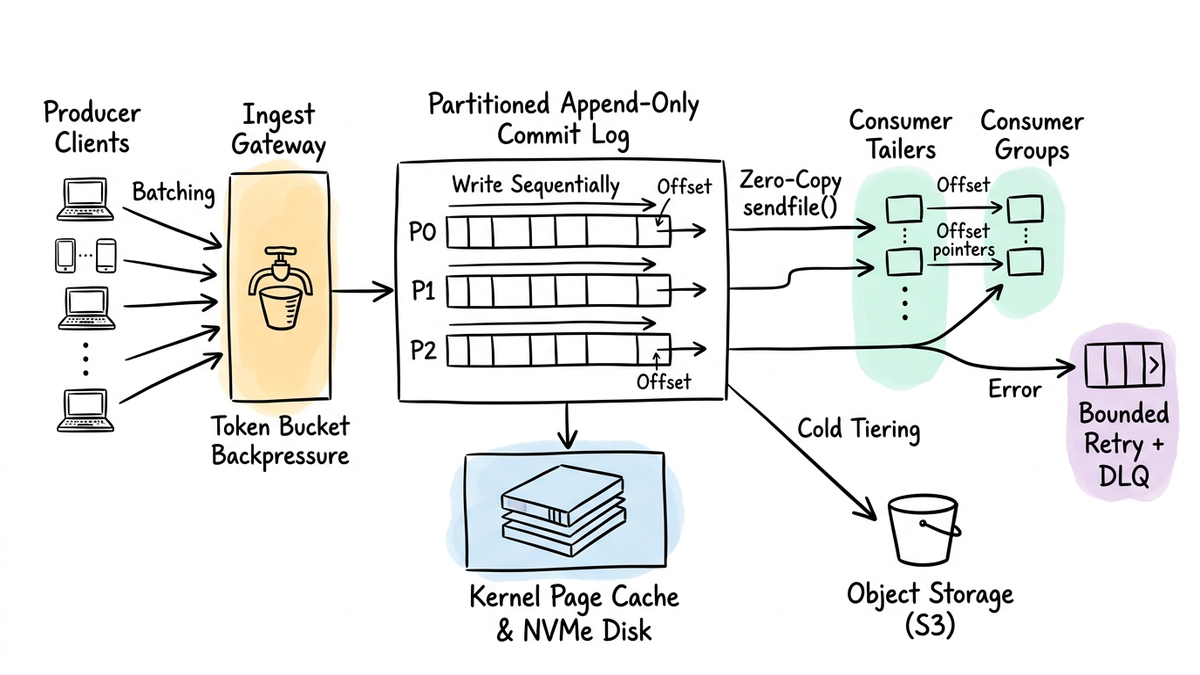 Producer
Clients
Batching
Ingest
Gateway
Token Bucket
Backpressure
Partitioned Append-Only
Commit Log
Write Sequentially
Offset
P0
P1
P2
Offset
Kernel Page Cache
& NVMe Disk
Zero-Copy
sendfile()
Consumer
Tailers
Consumer
Groups
Offset
Offset
pointers
Error
Bounded
Retry +
DLQ
Cold Tiering
Object Storage
(S3)